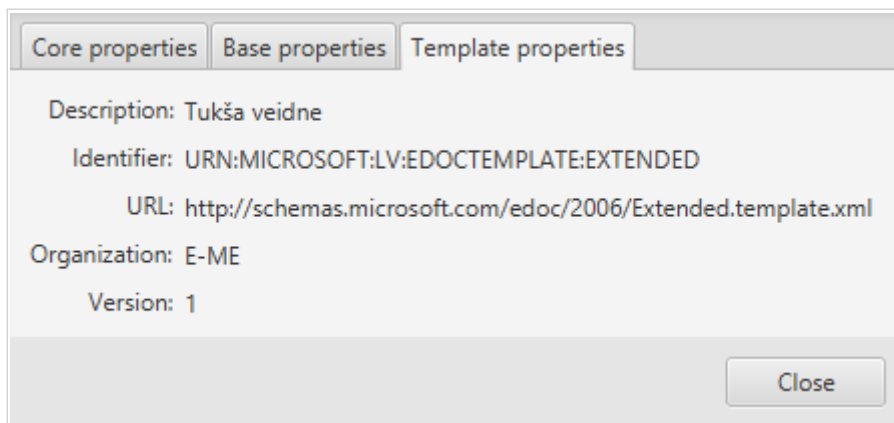 Core properties Base properties Template properties
Description: Tukša veidne
Identifier: URN:MICROSOFT:LV:EDOCTEMPLATE:EXTENDED
URL: http://schemas.microsoft.com/edoc/2006/Extended.template.xml
Organization: E-ME
Version: 1
Close